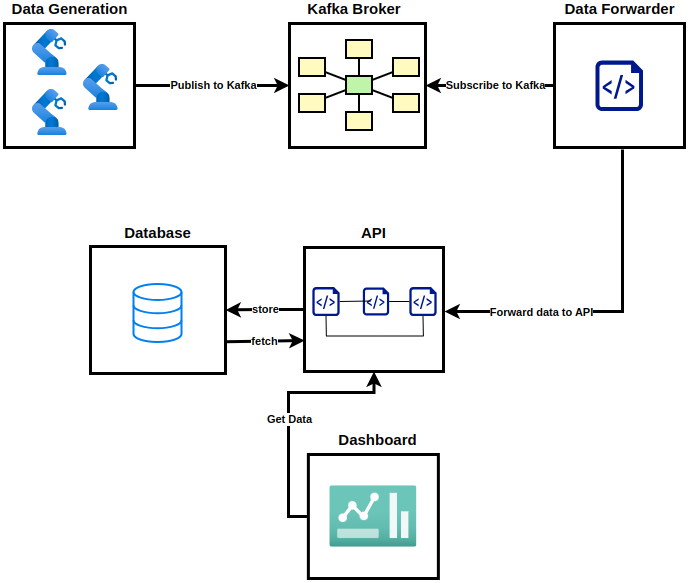 Data Generation
Kafka Broker
Data Forwarder
Publish to Kafka
Subscribe to Kafka
Database
API
store
fetch
Forward data to API
Get Data
Dashboard